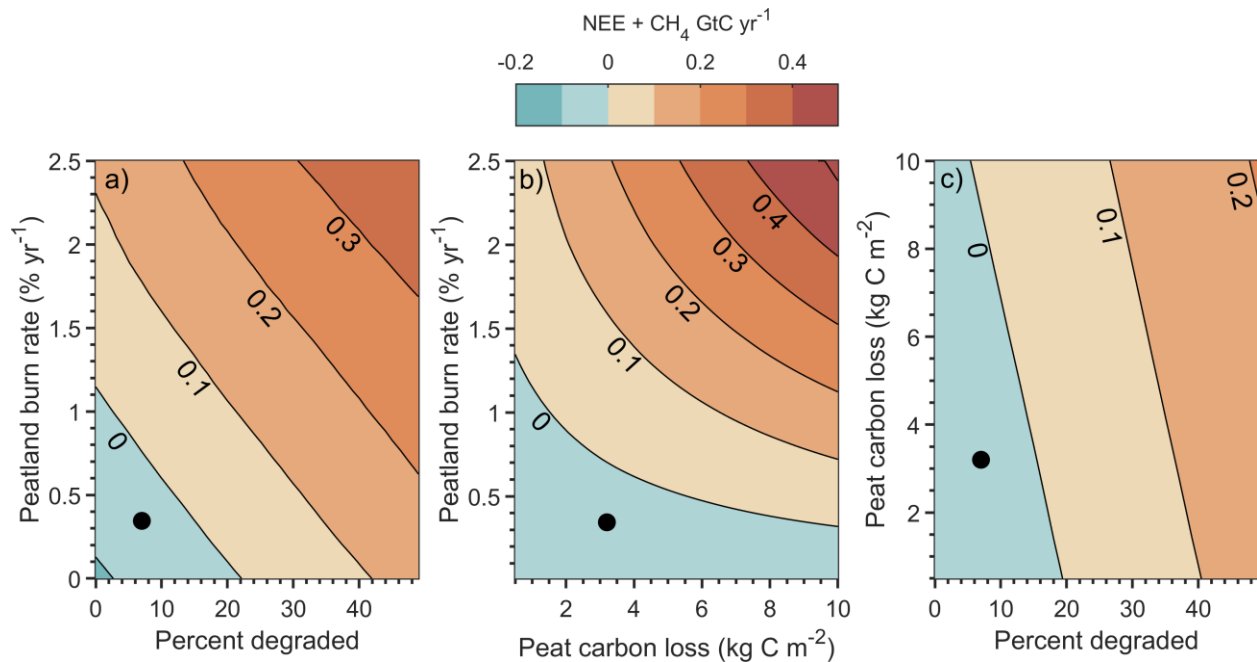 NEE + CH4 GtC yr-1
-0.2 0 0.2 0.4
a)
Peatland burn rate (% yr-1)
2.5
2
1.5
1
0.5
0
0 0.1 0.2 0.3
0 20 40
Percent degraded
b)
Peatland burn rate (% yr-1)
2.5
2
1.5
1
0.5
0 0.1 0.2 0.3 0.4
2 4 6 8 10
Peat carbon loss (kg C m-2)
c)
Peat carbon loss (kg C m-2)
10
8
6
4
2
0 0.1 0.2
0 10 20 30 40
Percent degraded